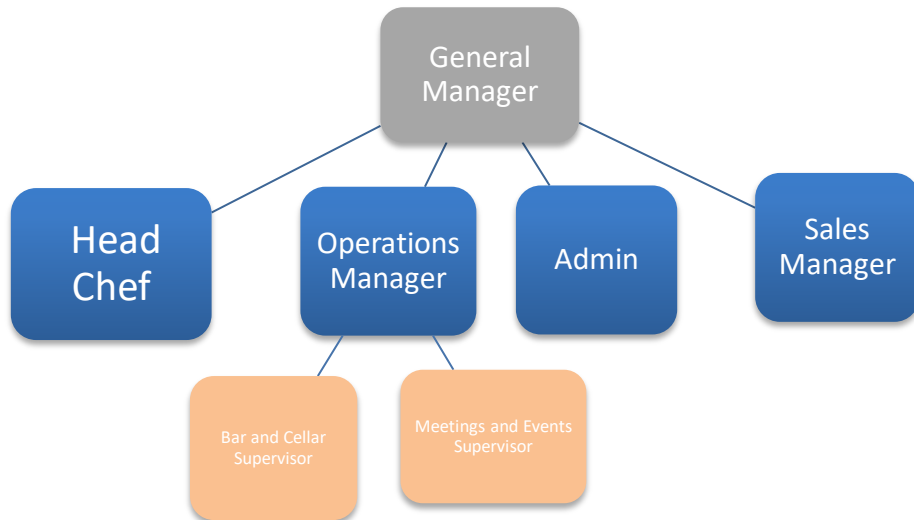 General
Manager
Head
Chef
Operations
Manager
Admin
Sales
Manager
Bar and Cellar
Supervisor
Meetings and Events
Supervisor